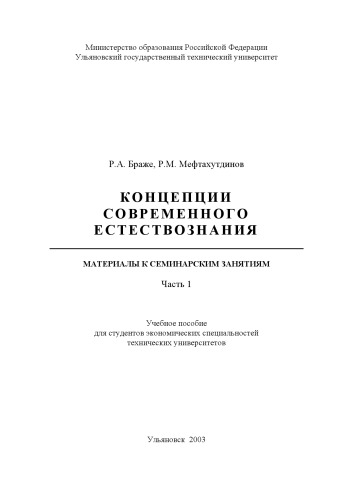 Министерство образования Российской Федерации
Ульяновский государственный технический университет
Р.А. Браже, Р.М. Мефтахутдинов
КОНЦЕПЦИИ
СОВРЕМЕННОГО
ЕСТЕСТВОЗНАНИЯ
МАТЕРИАЛЫ К СЕМИНАРСКИМ ЗАНЯТИЯМ
Часть 1
Учебное пособие
для студентов экономических специальностей
технических университетов
Ульяновск 2003